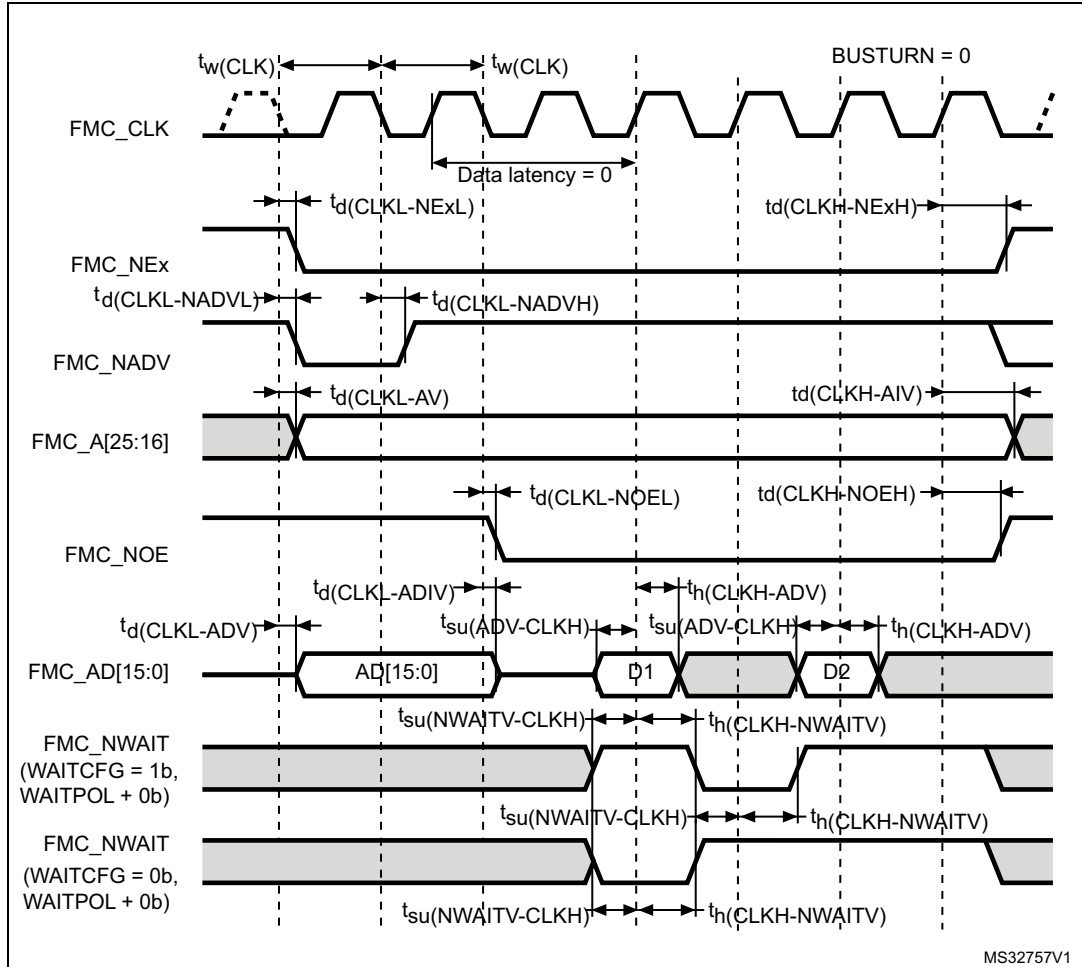 BUSTURN = 0
tw(CLK) tw(CLK)
FMC_CLK
Data latency = 0
td(CLKL-NExL) td(CLKH-NExH)
FMC_NEx
td(CLKL-NADVL) td(CLKL-NADVH)
FMC_NADV
td(CLKL-AV) td(CLKH-AIV)
FMC_A[25:16]
td(CLKL-NOEL) td(CLKH-NOEH)
FMC_NOE
td(CLKL-ADIV) th(CLKH-ADV)
td(CLKL-ADV) tsu(ADV-CLKH) tsu(ADV-CLKH) th(CLKH-ADV)
FMC_AD[15:0] AD[15:0] D1 D2
tsu(NWAITV-CLKH) th(CLKH-NWAITV)
FMC_NWAIT
(WAITCFG = 1b,
WAITPOL + 0b)
tsu(NWAITV-CLKH) th(CLKH-NWAITV)
FMC_NWAIT
(WAITCFG = 0b,
WAITPOL + 0b)
tsu(NWAITV-CLKH) th(CLKH-NWAITV)
MS32757V1